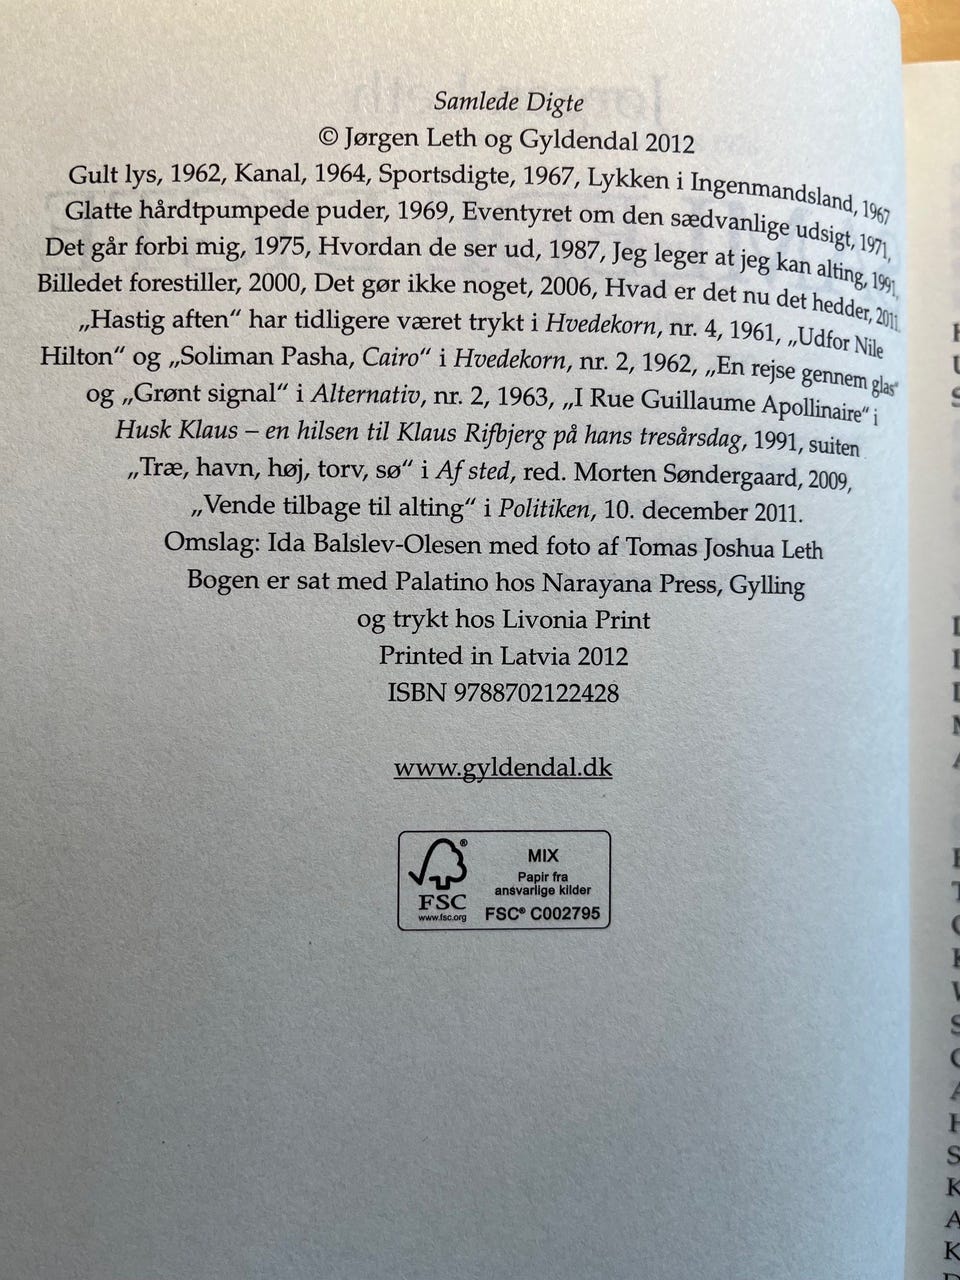 Samlede Digte
© Jørgen Leth og Gyldendal 2012
Gult lys, 1962, Kanal, 1964, Sportsdigte, 1967, Lykken i Ingenmandsland, 1967
Glatte hårdtpumpede puder, 1969, Eventyret om den sædvanlige udsigt, 1971,
Det går forbi mig, 1975, Hvordan de ser ud, 1987, Jeg leger at jeg kan alting, 1991,
Billedet forestiller, 2000, Det gør ikke noget, 2006, Hvad er det nu det hedder, 2011
„Hastig aften“ har tidligere været trykt i Hvedekorn, nr. 4, 1961, „Udfor Nile
Hilton“ og „Soliman Pasha, Cairo“ i Hvedekorn, nr. 2, 1962, „En rejse gennem glas“
og „Grønt signal“ i Alternativ, nr. 2, 1963, „I Rue Guillaume Apollinaire“ i
Husk Klaus – en hilsen til Klaus Rifbjerg på hans tresårsdag, 1991, suiten
„Træ, havn, høj, torv, sø“ i Af sted, red. Morten Søndergaard, 2009,
„Vende tilbage til alting“ i Politiken, 10. december 2011.
Omslag: Ida Balslev-Olesen med foto af Tomas Joshua Leth
Bogen er sat med Palatino hos Narayana Press, Gylling
og trykt hos Livonia Print
Printed in Latvia 2012
ISBN 9788702122428
www.gyldendal.dk
FSC
www.fsc.org
MIX
Papir fra
ansvarlige kilder
FSC® C002795